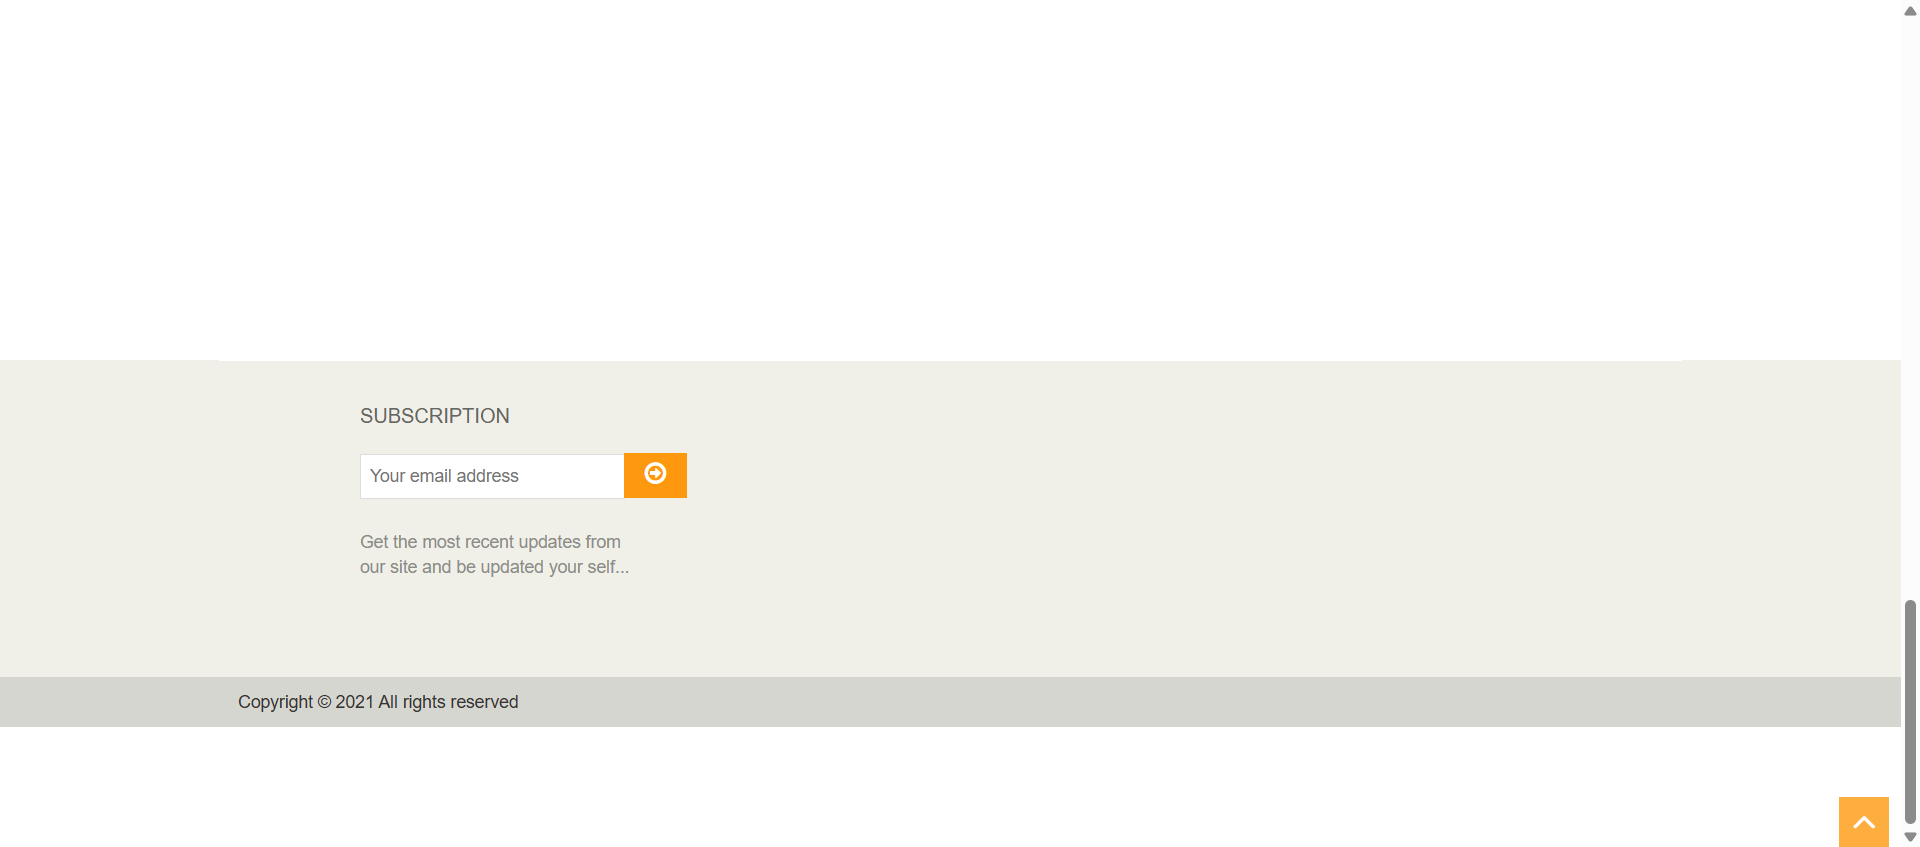 SUBSCRIPTION
Your email address
Get the most recent updates from
our site and be updated your self...
Copyright © 2021 All rights reserved